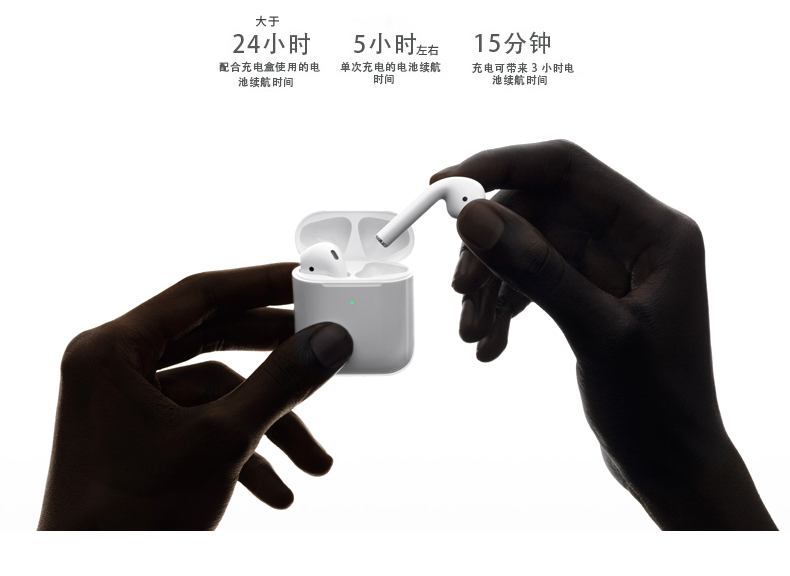 大于
24小时
配合充电盒使用的电
池续航时间
5小时左右
单次充电的电池续航
时间
15分钟
充电可带来 3 小时电
池续航时间